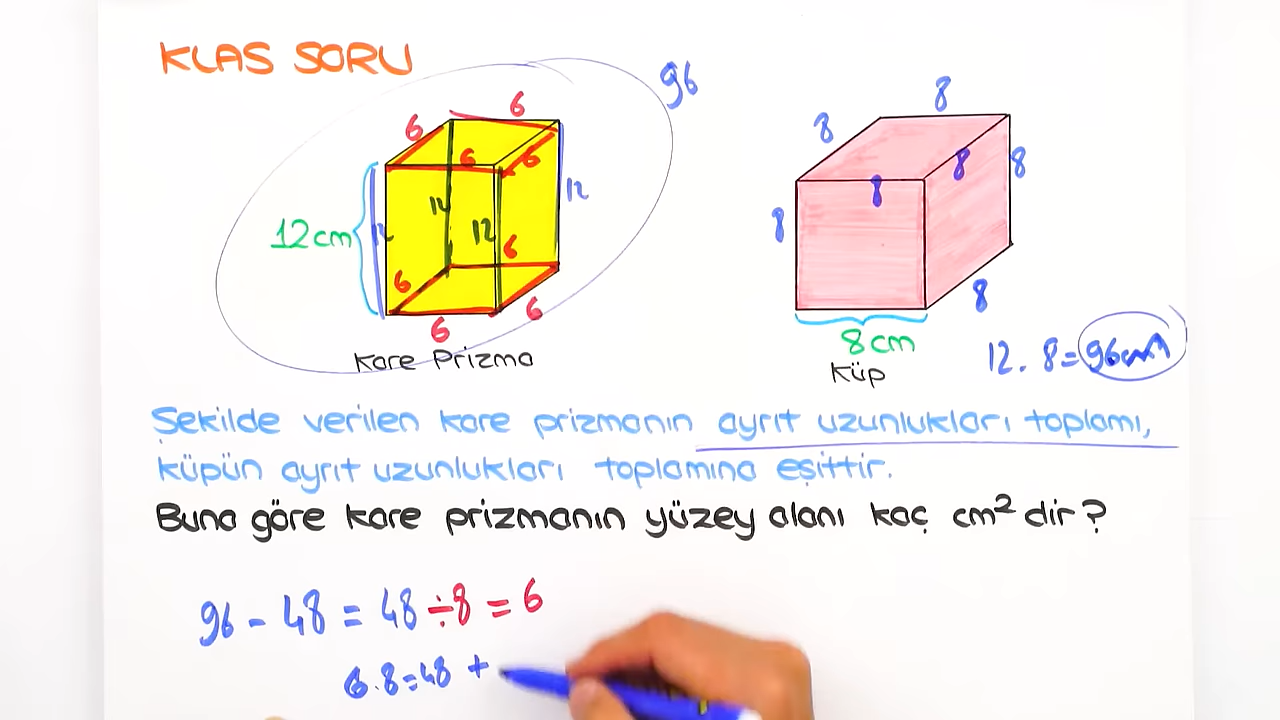 KLAS SORU
96
6
6
6
6
12
12
12
12
12cm
6
6
6
6
Kare Prizma
8
8
8
8
8
8
8
8cm
Küp
12 . 8 = 96cm
Şekilde verilen kare prizmanın ayrıt uzunlukları toplamı,
küpün ayrıt uzunlukları toplamına eşittir.
Buna göre kare prizmanın yüzey alanı kaç cm² dir?
96 - 48 = 48 ÷ 8 = 6
6.8=48 +